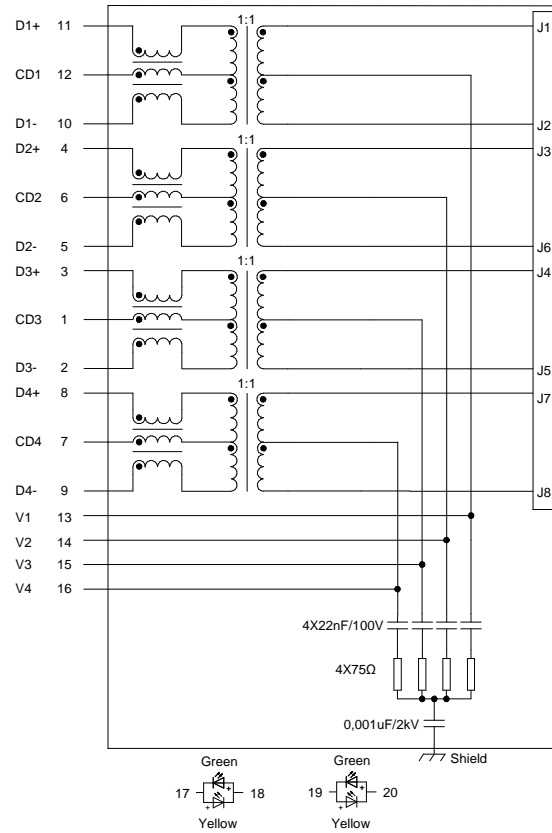 1:1
D1+ 11 J1
CD1 12
D1- 10 J2
D2+ 4 J3
1:1
CD2 6
D2- 5 J6
1:1
D3+ 3 J4
CD3 1
D3- 2 J5
1:1
D4+ 8 J7
CD4 7
D4- 9 J8
V1 13
V2 14
V3 15
V4 16
4X22nF/100V
4X75Ω
0,001uF/2kV
Shield
Green Green
17 18 19 20
Yellow Yellow